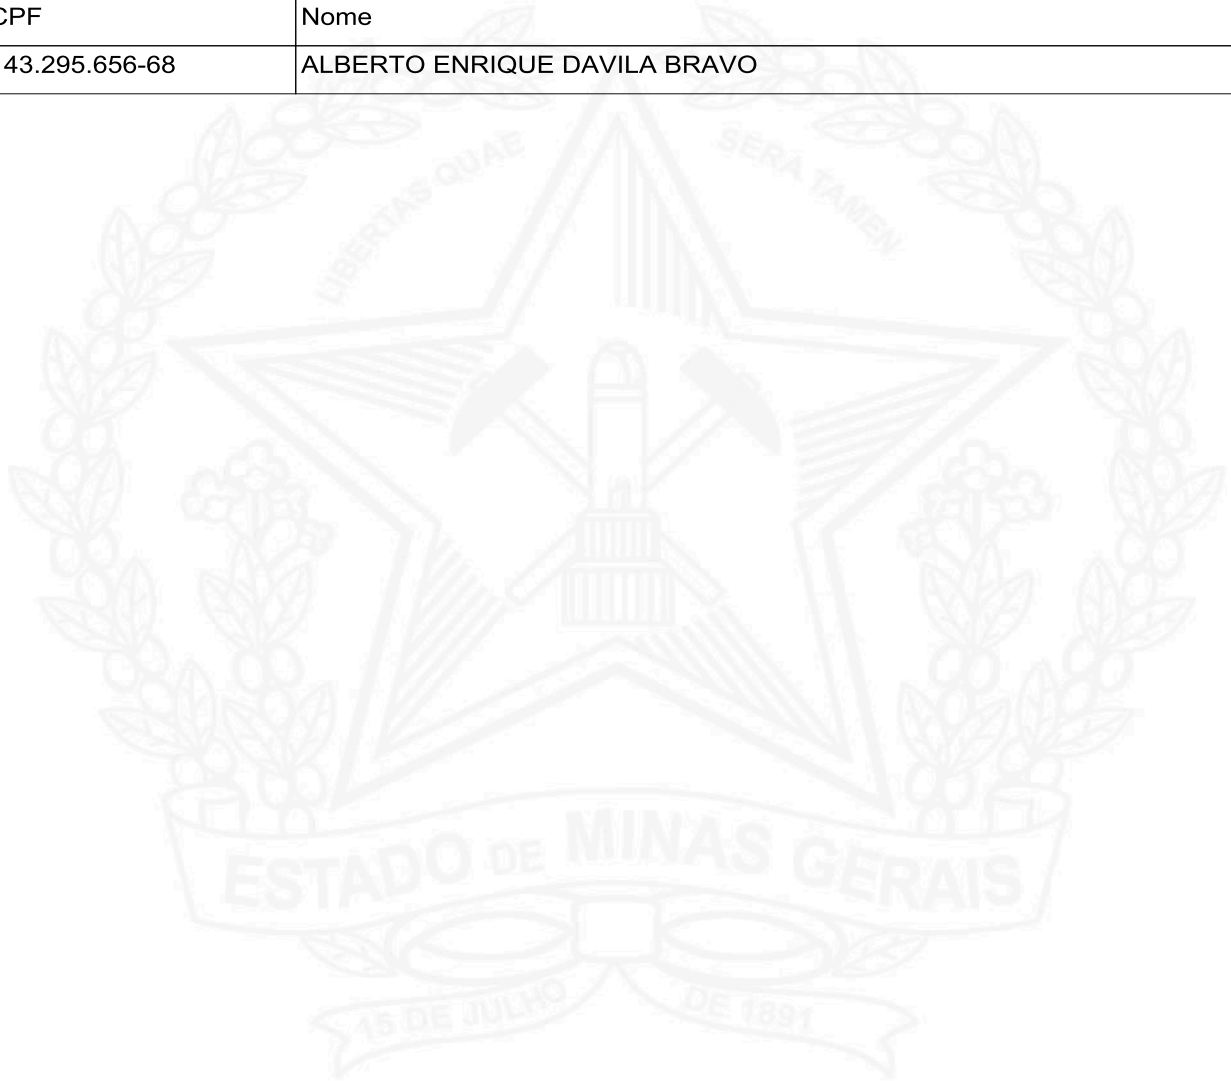 CPF Nome
43.295.656-68 ALBERTO ENRIQUE DAVILA BRAVO
LIBERTAS QUAE SERA TAMEN
ESTADO DE MINAS GERAIS
15 DE JULHO DE 1891